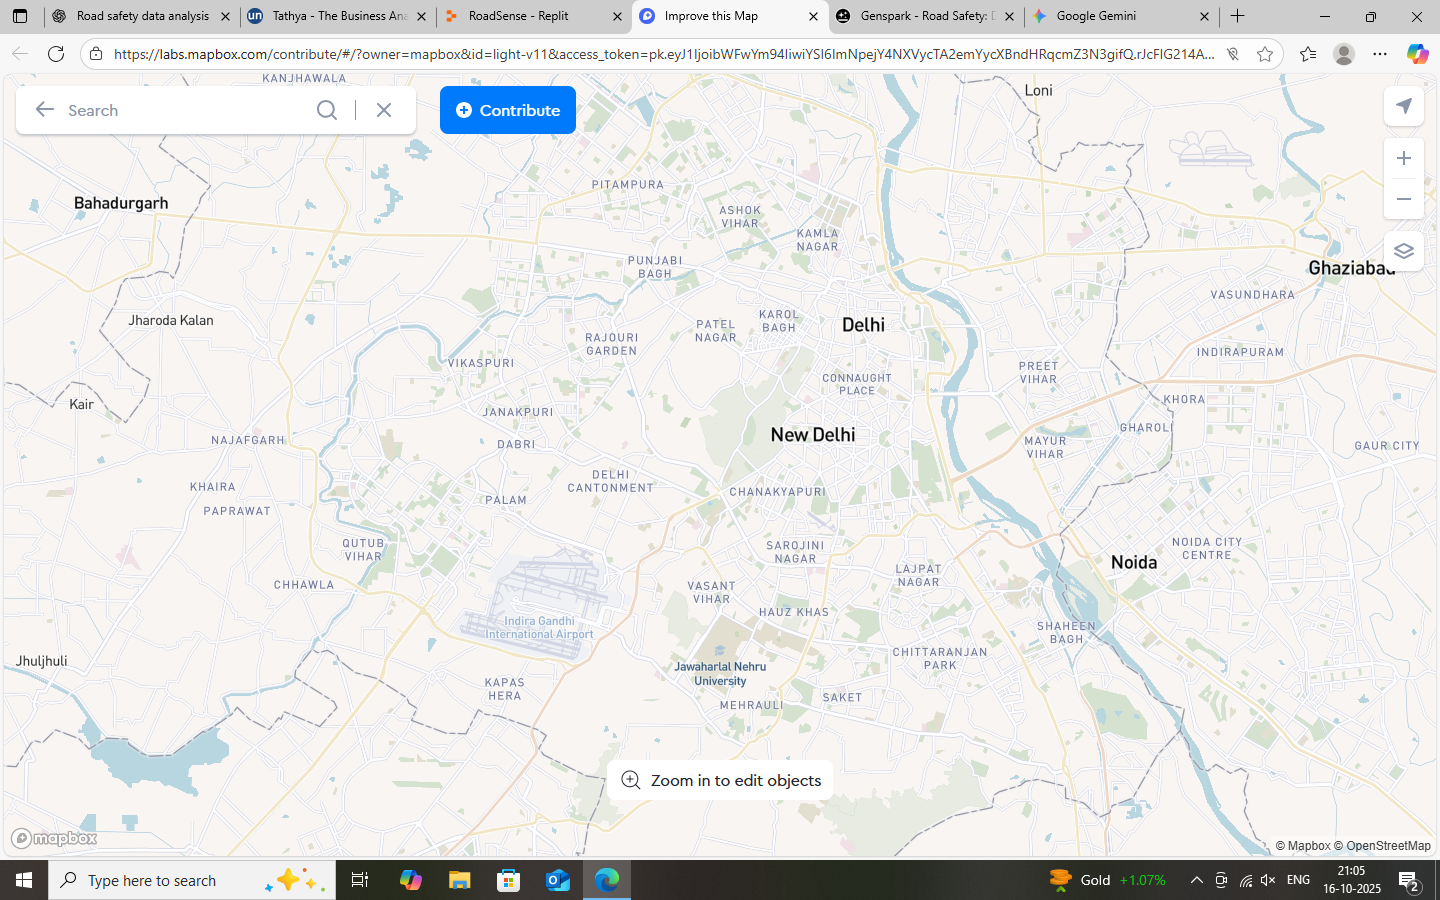 Road safety data analysis
Tathya - The Business Ana
RoadSense - Replit
Improve this Map
Genspark - Road Safety: D
Google Gemini
https://labs.mapbox.com/contribute/#/?owner=mapbox&id=light-v11&access_token=
Search
Contribute
KANJHAWALA
Loni
Bahadurgarh
PITAMPURA
ASHOK
VIHAR
KAMLA
NAGAR
PUNJABI
BAGH
Ghaziabad
VASUNDHARA
Jharoda Kalan
KAROL
BAGH
PATEL
NAGAR
Delhi
RAJOURI
GARDEN
VIKASPURI
INDIRAPURAM
PREET
VIHAR
CONNAUGHT
PLACE
Kair
KHORA
JANAKPURI
GHAROLI
New Delhi
NAJAFGARH
DABRI
MAYUR
VIHAR
GAUR CITY
DELHI
CANTONMENT
KHAIRA
CHANAKYAPURI
PALAM
PAPRAWAT
QUTUB
VIHAR
SAROJINI
NAGAR
NOIDA CITY
CENTRE
Noida
LAJPAT
NAGAR
CHHAWLA
VASANT
VIHAR
HAUZ KHAS
Indira Gandhi
International Airport
SHAHEEN
BAGH
Jhuljhuli
CHITTARANJAN
PARK
Jawaharlal Nehru
University
KAPAS
HERA
SAKET
MEHRAULI
Zoom in to edit objects
mapbox
© Mapbox © OpenStreetMap
Type here to search
Gold +1.07%
ENG
21:05
16-10-2025
2